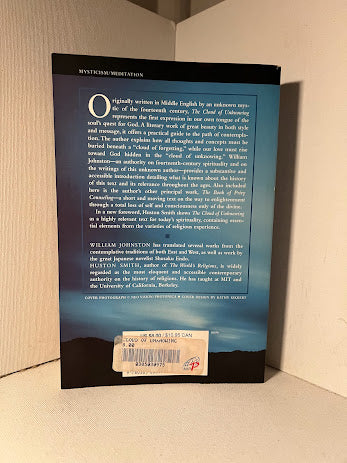 MYSTICISM/MEDITATION
Originally written in Middle English by an unknown mys-
tic of the fourteenth century, The Cloud of Unknowing
represents the first expression in our own tongue of the
soul's quest for God. A literary work of great beauty in both style
and message, it offers a practical guide to the path of contempla-
tion. The author explains how all thoughts and concepts must be
buried beneath a "cloud of forgetting," while our love must rise
toward God hidden in the "cloud of unknowing." William
Johnston—an authority on fourteenth-century spirituality and on
the writings of this unknown author—provides a substantive and
accessible introduction detailing what is known about the history
of this text and its relevance throughout the ages. Also included
here is the author's other principal work, The Book of Privy
Counseling—a short and moving text on the way to enlightenment
through a total loss of self and consciousness only of the divine.
In a new foreword, Huston Smith shows The Cloud of Unknowing
as a highly relevant text for today's spirituality, containing essen-
tial elements from the varieties of religious experience.
WILLIAM JOHNSTON has translated several works from the
contemplative traditions of both East and West, as well as work by
the great Japanese novelist Shusaku Endo.
HUSTON SMITH, author of The World's Religions, is widely
regarded as the most eloquent and accessible contemporary
authority on the history of religions. He has taught at MIT and
the University of California, Berkeley.
COVER PHOTOGRAPH © NEO VISION/PHOTONICA • COVER DESIGN BY KATHY KIKKERT
CLOUD OF UNKNOWING
0385030975